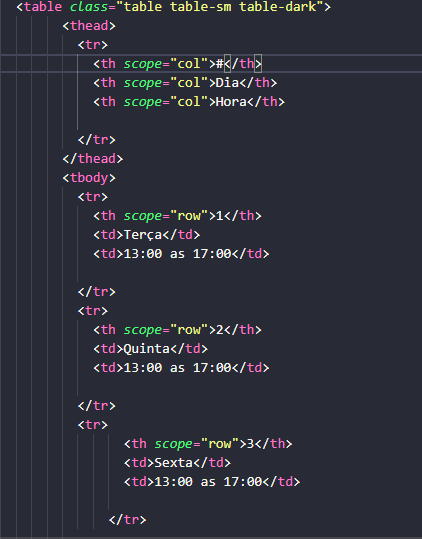 <table class="table table-sm table-dark">
<thead>
<tr>
<th scope="col">#</th>
<th scope="col">Dia</th>
<th scope="col">Hora</th>
</tr>
</thead>
<tbody>
<tr>
<th scope="row">1</th>
<td>Terça</td>
<td>13:00 as 17:00</td>
</tr>
<tr>
<th scope="row">2</th>
<td>Quinta</td>
<td>13:00 as 17:00</td>
</tr>
<tr>
<th scope="row">3</th>
<td>Sexta</td>
<td>13:00 as 17:00</td>
</tr>